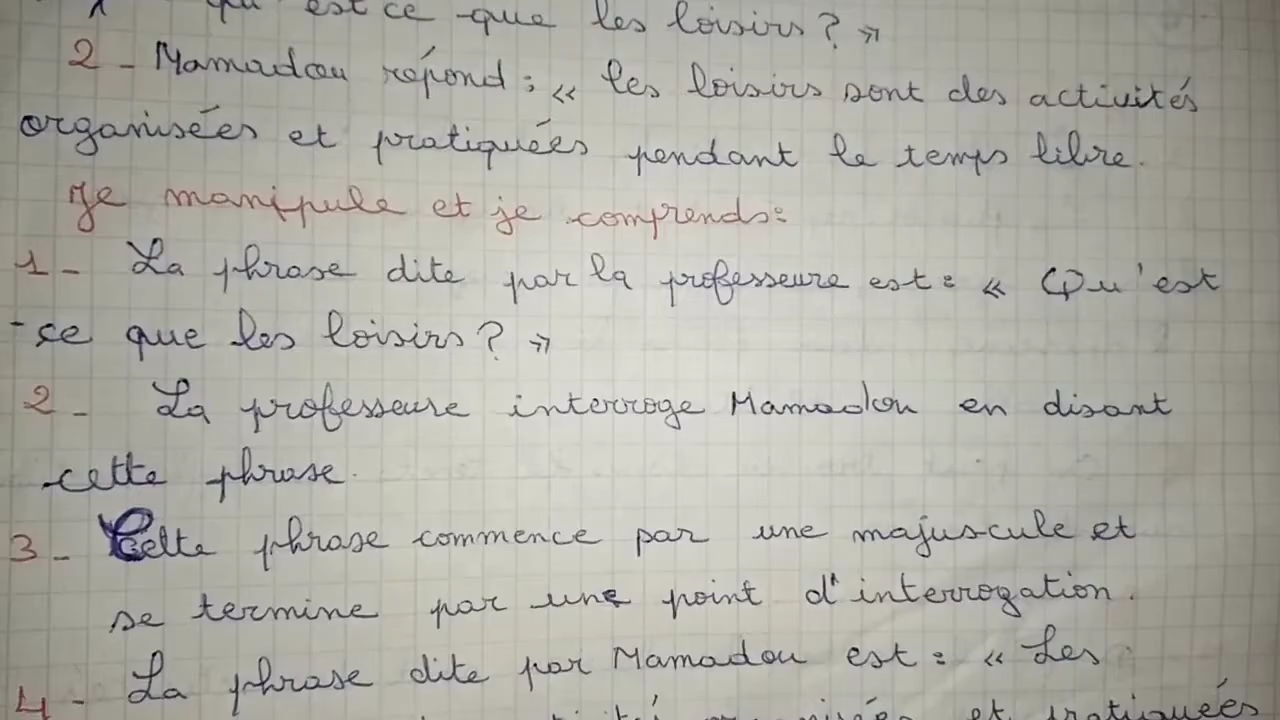 qu'est ce que les loisirs ? »
2 - Mamadou répond : « les loisirs sont des activités
organisées et pratiquées pendant le temps libre.
Je manipule et je comprends :
1 - La phrase dite par la professeure est : « Qu'est
-ce que les loisirs ? »
2 - La professeure interroge Mamadou en disant
cette phrase.
3 - Cette phrase commence par une majuscule et
se termine par une point d'interrogation.
4 - La phrase dite par Mamadou est : « Les
et pratiquées